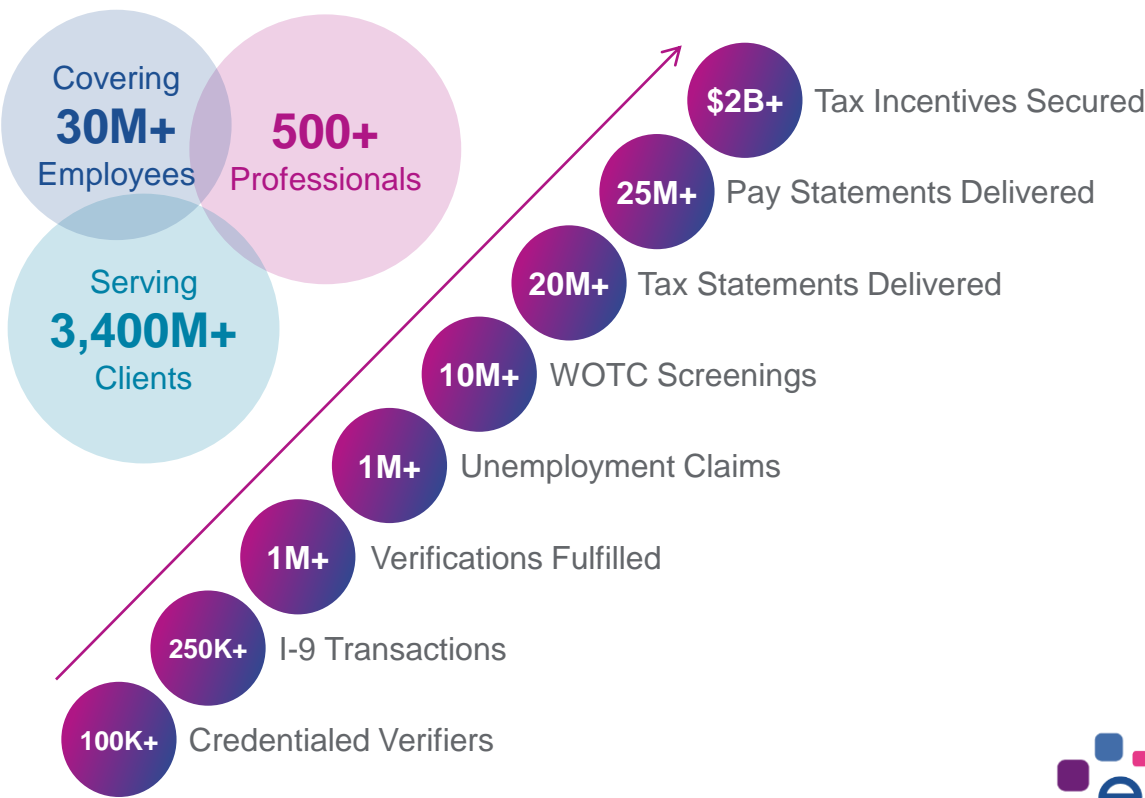 Covering
30M+
Employees
500+
Professionals
Serving
3,400M+
Clients
$2B+ Tax Incentives Secured
25M+ Pay Statements Delivered
20M+ Tax Statements Delivered
10M+ WOTC Screenings
1M+ Unemployment Claims
1M+ Verifications Fulfilled
250K+ I-9 Transactions
100K+ Credentialed Verifiers